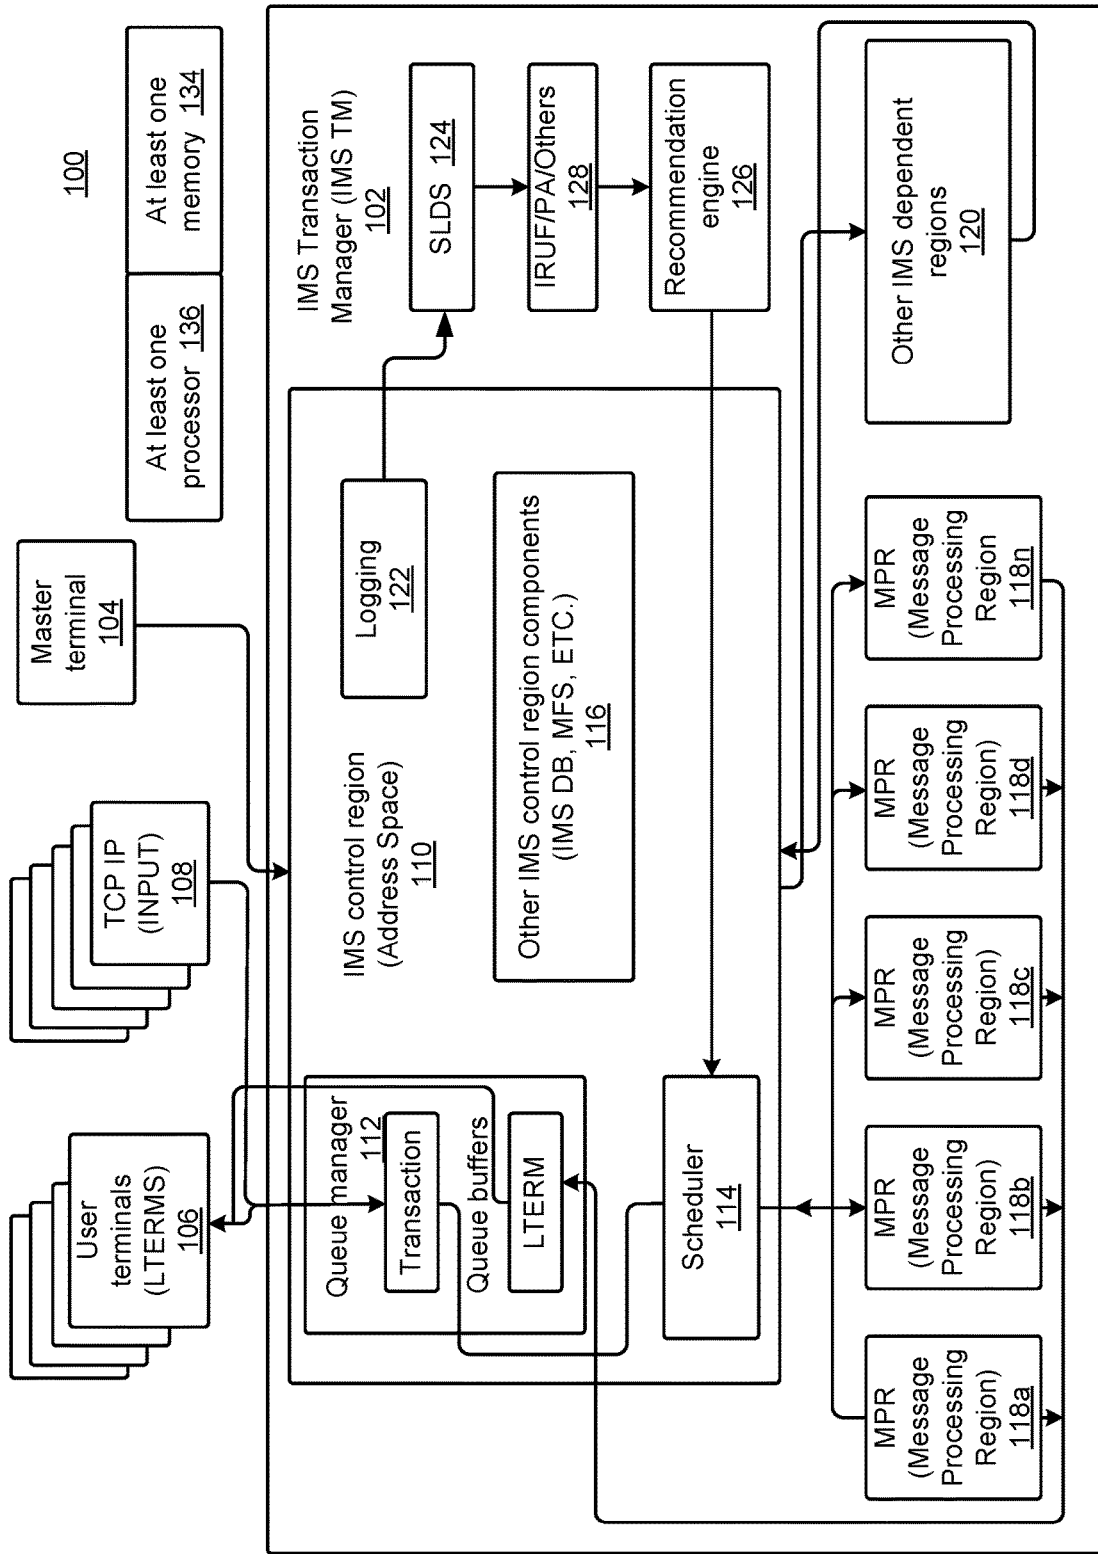 100
At least one
processor 136
At least one
memory 134
User
terminals
(LTERMS)
106
TCP IP
(INPUT)
108
Master
terminal
104
IMS Transaction
Manager (IMS TM)
102
IMS control region
(Address Space)
110
Queue manager
112
Transaction
Queue buffers
LTERM
Logging
122
SLDS 124
IRUF/PA/Others
128
Recommendation
engine
126
Other IMS control region components
(IMS DB, MFS, ETC.)
116
Scheduler
114
MPR
(Message
Processing
Region)
118a
MPR
(Message
Processing
Region)
118b
MPR
(Message
Processing
Region)
118c
MPR
(Message
Processing
Region)
118d
MPR
(Message
Processing
Region
118n
Other IMS dependent
regions
120